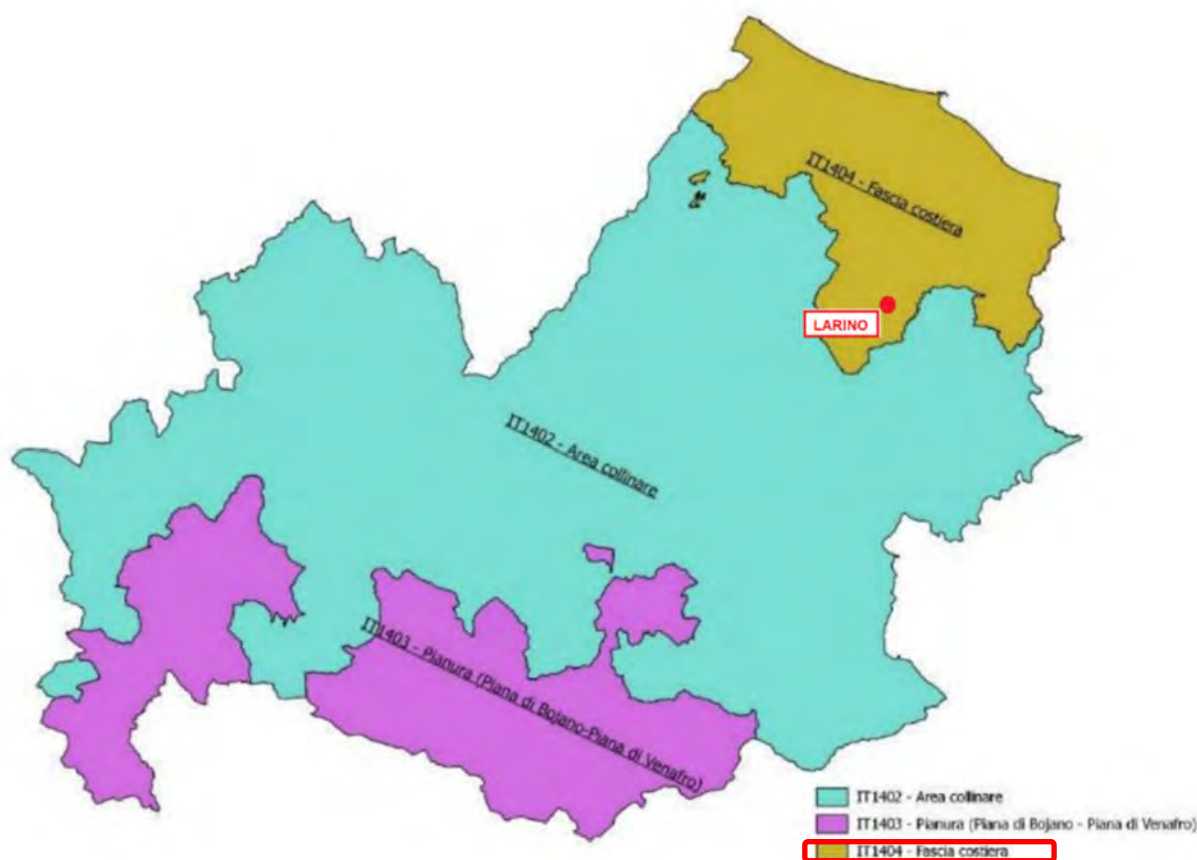 IT1404 - Fascia costiera
LARINO
IT1402 - Area collinare
IT1403 - Pianura (Piana di Bojano-Piana di Venafro)
IT1402 - Area collinare
IT1403 - Pianura (Piana di Bojano - Piana di Venafro)
IT1404 - Fascia costiera